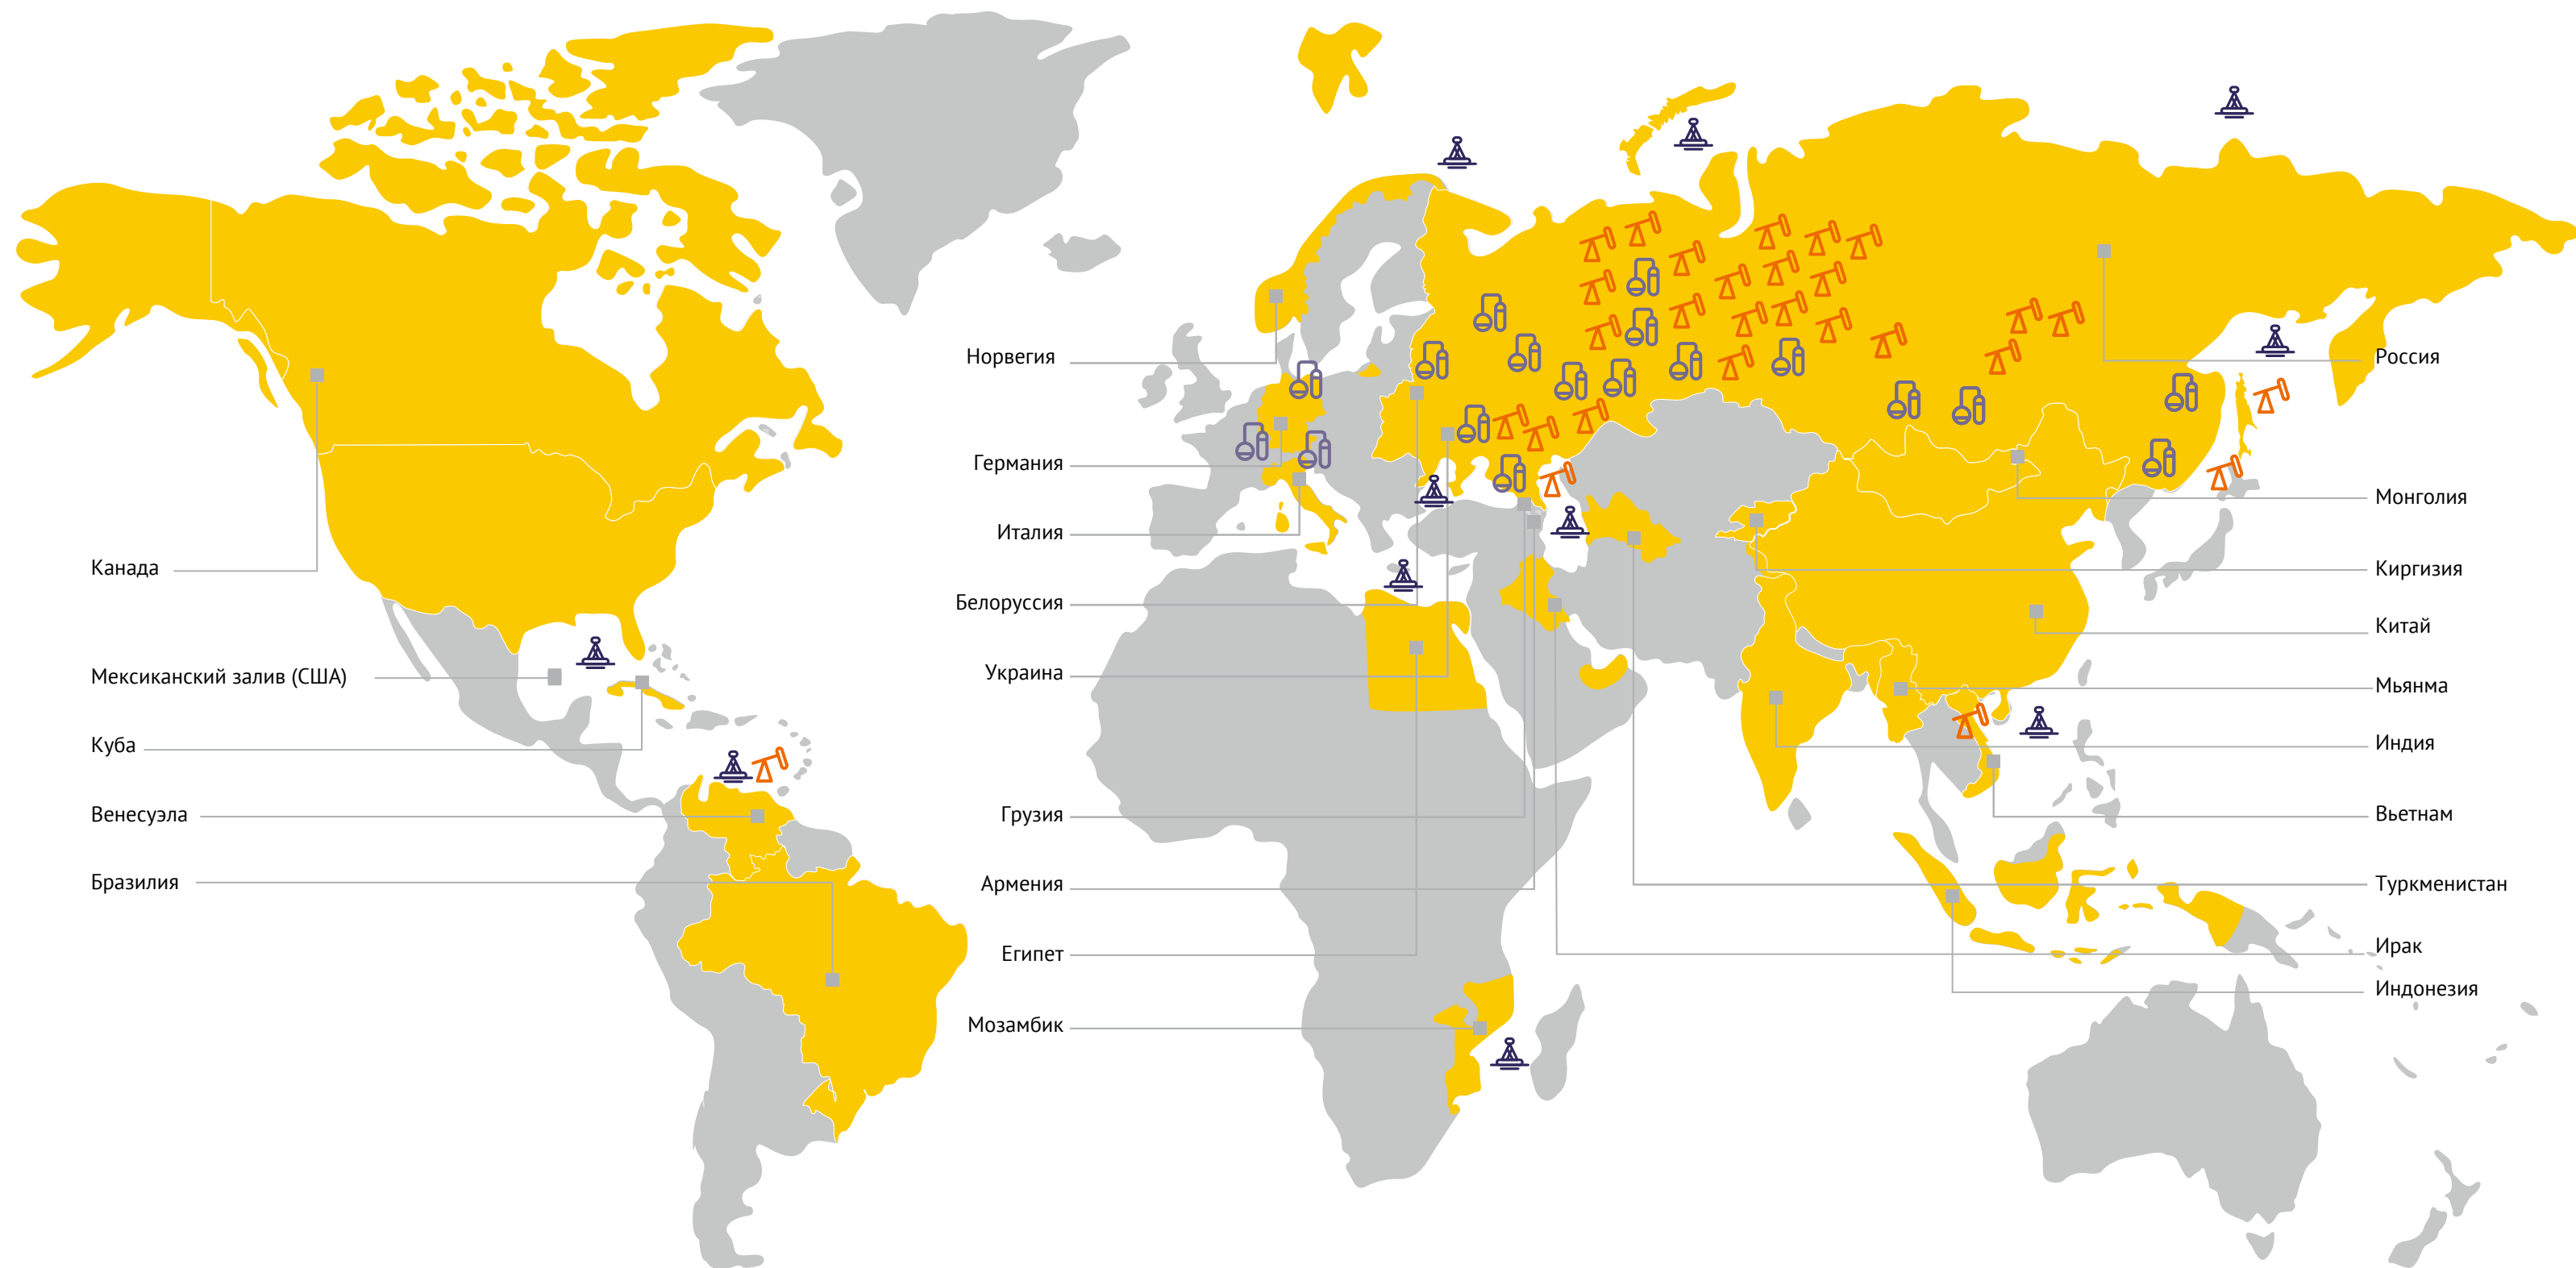 Канада
Мексиканский залив (США)
Куба
Венесуэла
Бразилия
Норвегия
Германия
Италия
Белоруссия
Украина
Грузия
Армения
Египет
Мозамбик
Россия
Монголия
Киргизия
Китай
Мьянма
Индия
Вьетнам
Туркменистан
Ирак
Индонезия